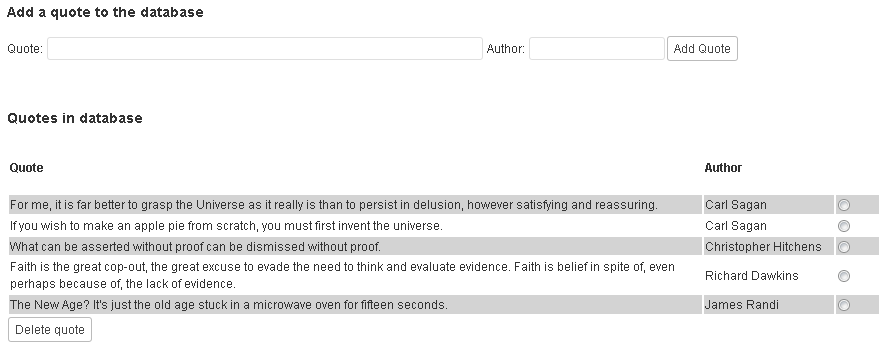 Add a quote to the database
Quote: Author: Add Quote
Quotes in database
Quote Author
For me, it is far better to grasp the Universe as it really is than to persist in delusion, however satisfying and reassuring. Carl Sagan
If you wish to make an apple pie from scratch, you must first invent the universe. Carl Sagan
What can be asserted without proof can be dismissed without proof. Christopher Hitchens
Faith is the great cop-out, the great excuse to evade the need to think and evaluate evidence. Faith is belief in spite of, even
perhaps because of, the lack of evidence. Richard Dawkins
The New Age? It's just the old age stuck in a microwave oven for fifteen seconds. James Randi
Delete quote